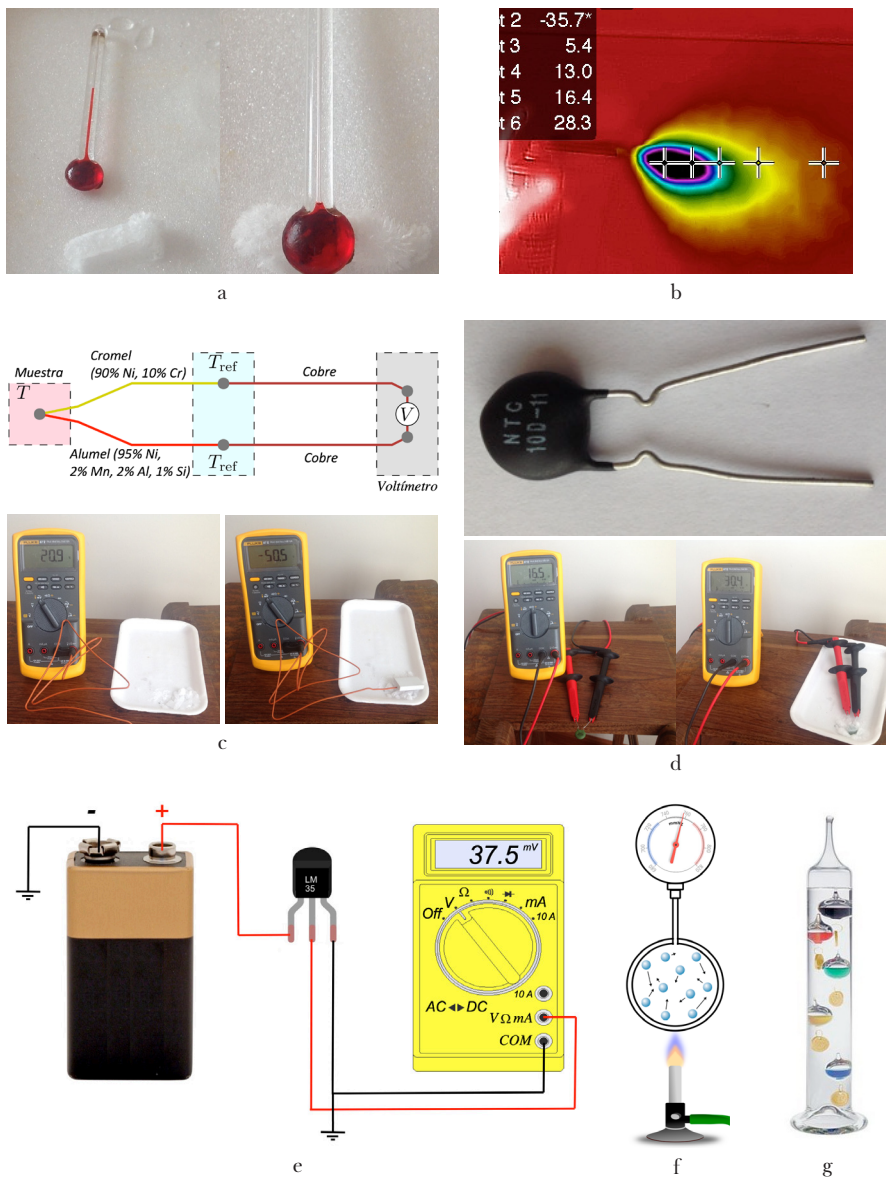 t 2 -35.7*
t 3 5.4
t 4 13.0
t 5 16.4
t 6 28.3
a
b
Cromel
(90% Ni, 10% Cr)
Muestra
T
T̄ref
Cobre
V
Alumel (95% Ni,
2% Mn, 2% Al, 1% Si)
Tref
Cobre
Voltímetro
NTC
10D-11
20.9
-50.5
c
16.5
30.4
d
- +
LM
35
37.5 mV
Ω
V
Off
mA
10 A
10 A
AC DC
V Ω mA
COM
mmHg
e
f
g